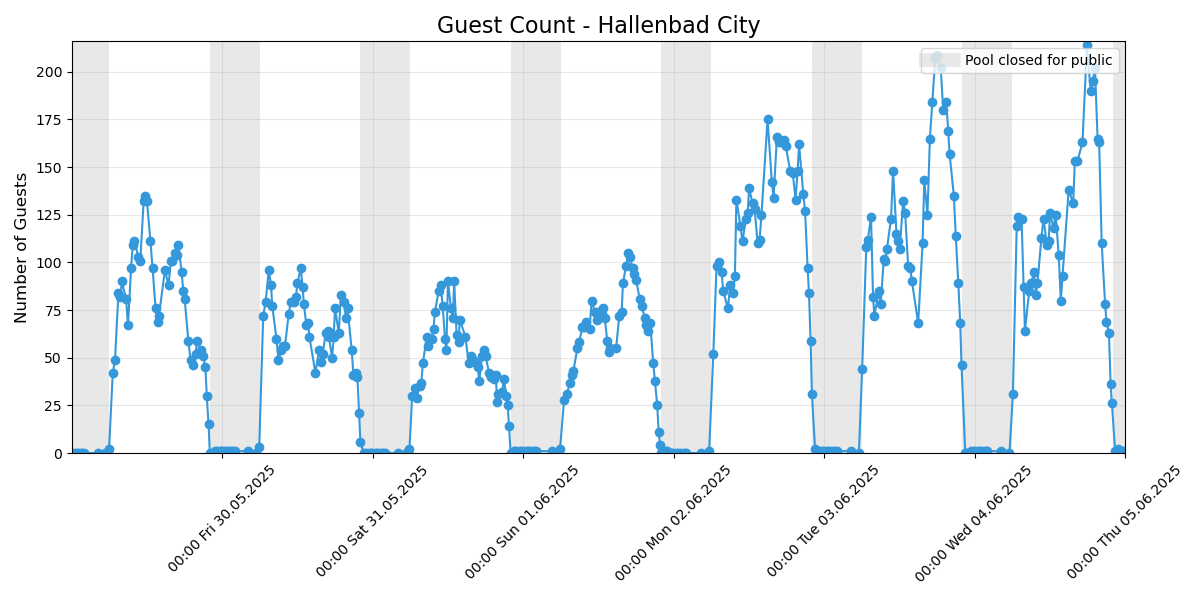 Guest Count - Hallenbad City
Pool closed for public
Number of Guests
200
175
150
125
100
75
50
25
0
00:00 Fri 30.05.2025
00:00 Sat 31.05.2025
00:00 Sun 01.06.2025
00:00 Mon 02.06.2025
00:00 Tue 03.06.2025
00:00 Wed 04.06.2025
00:00 Thu 05.06.2025